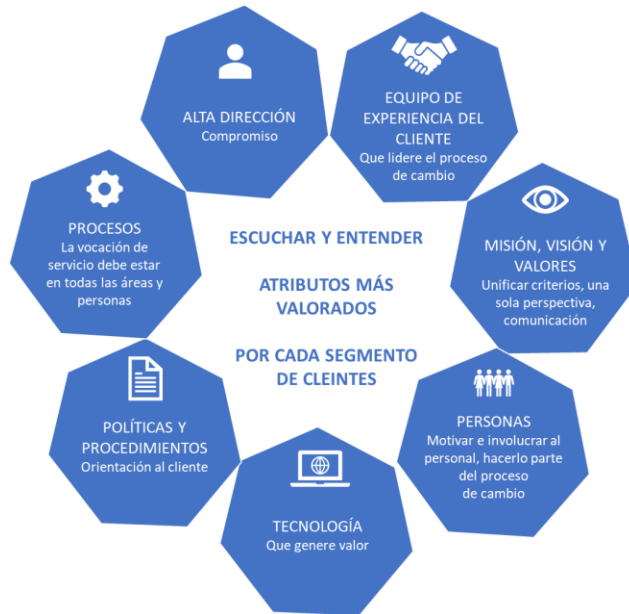 ALTA DIRECCIÓN
Compromiso
EQUIPO DE
EXPERIENCIA DEL
CLIENTE
Que lidere el proceso
de cambio
MISIÓN, VISIÓN Y
VALORES
Unificar criterios, una
sola perspectiva,
comunicación
PERSONAS
Motivar e involucrar al
personal, hacerlo parte
del proceso
de cambio
TECNOLOGÍA
Que genere valor
POLÍTICAS Y
PROCEDIMIENTOS
Orientación al cliente
PROCESOS
La vocación de
servicio debe estar
en todas las áreas y
personas
ESCUCHAR Y ENTENDER
ATRIBUTOS MÁS
VALORADOS
POR CADA SEGMENTO
DE CLEINTES